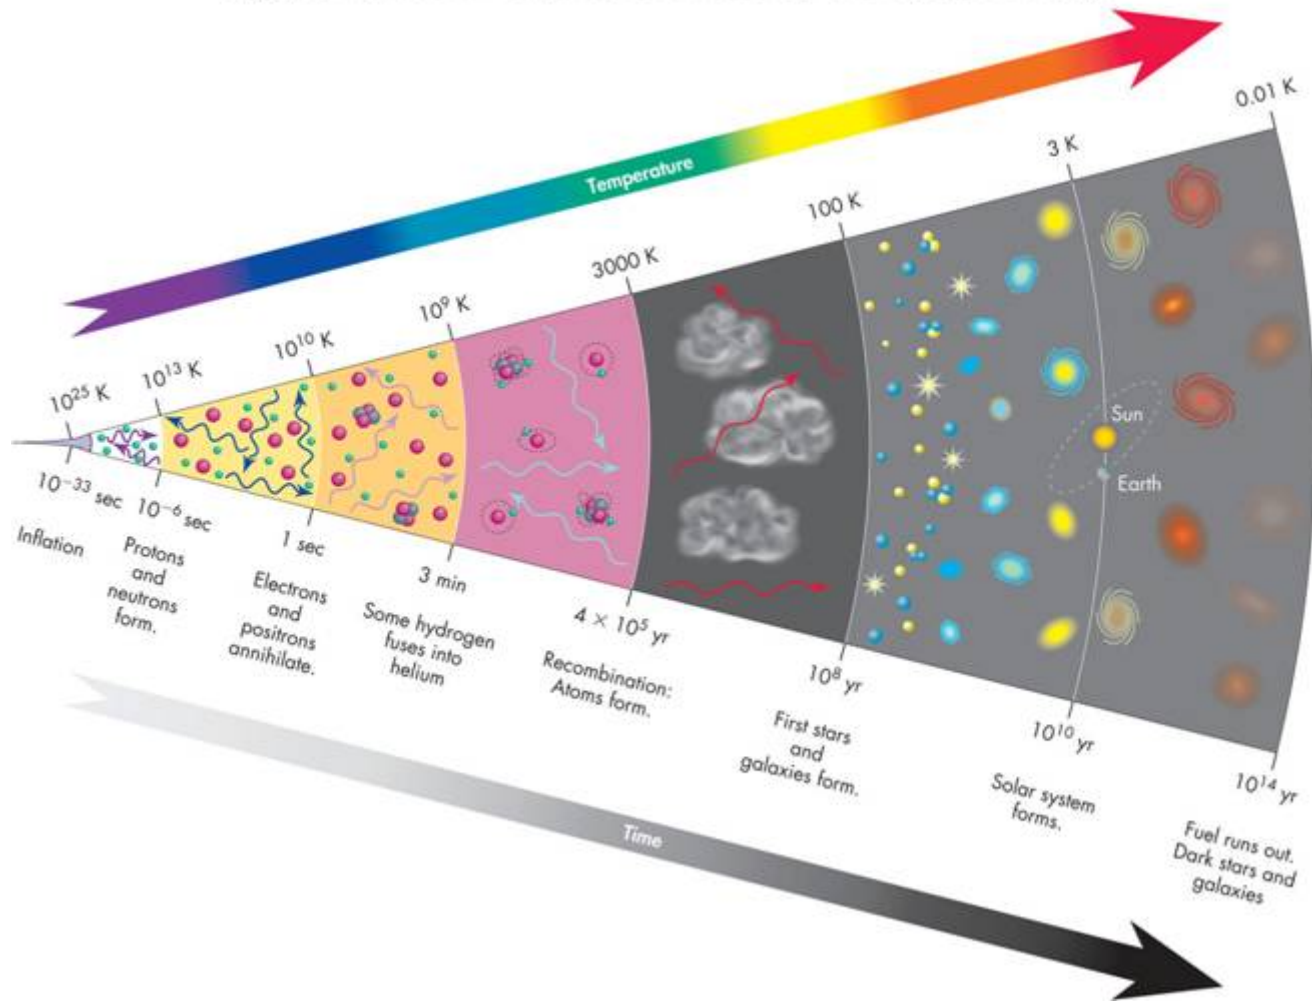 Temperature
10²⁵ K
10¹³ K
10¹⁰ K
10⁹ K
3000 K
100 K
3 K
0.01 K
Sun
Earth
10⁻³³ sec
10⁻⁶ sec
1 sec
3 min
4 × 10⁵ yr
10⁸ yr
10¹⁰ yr
10¹⁴ yr
Inflation
Protons
and
neutrons
form.
Electrons
and
positrons
annihilate.
Some hydrogen
fuses into
helium
Recombination:
Atoms form.
First stars
and
galaxies form.
Solar system
forms.
Fuel runs out.
Dark stars and
galaxies
Time